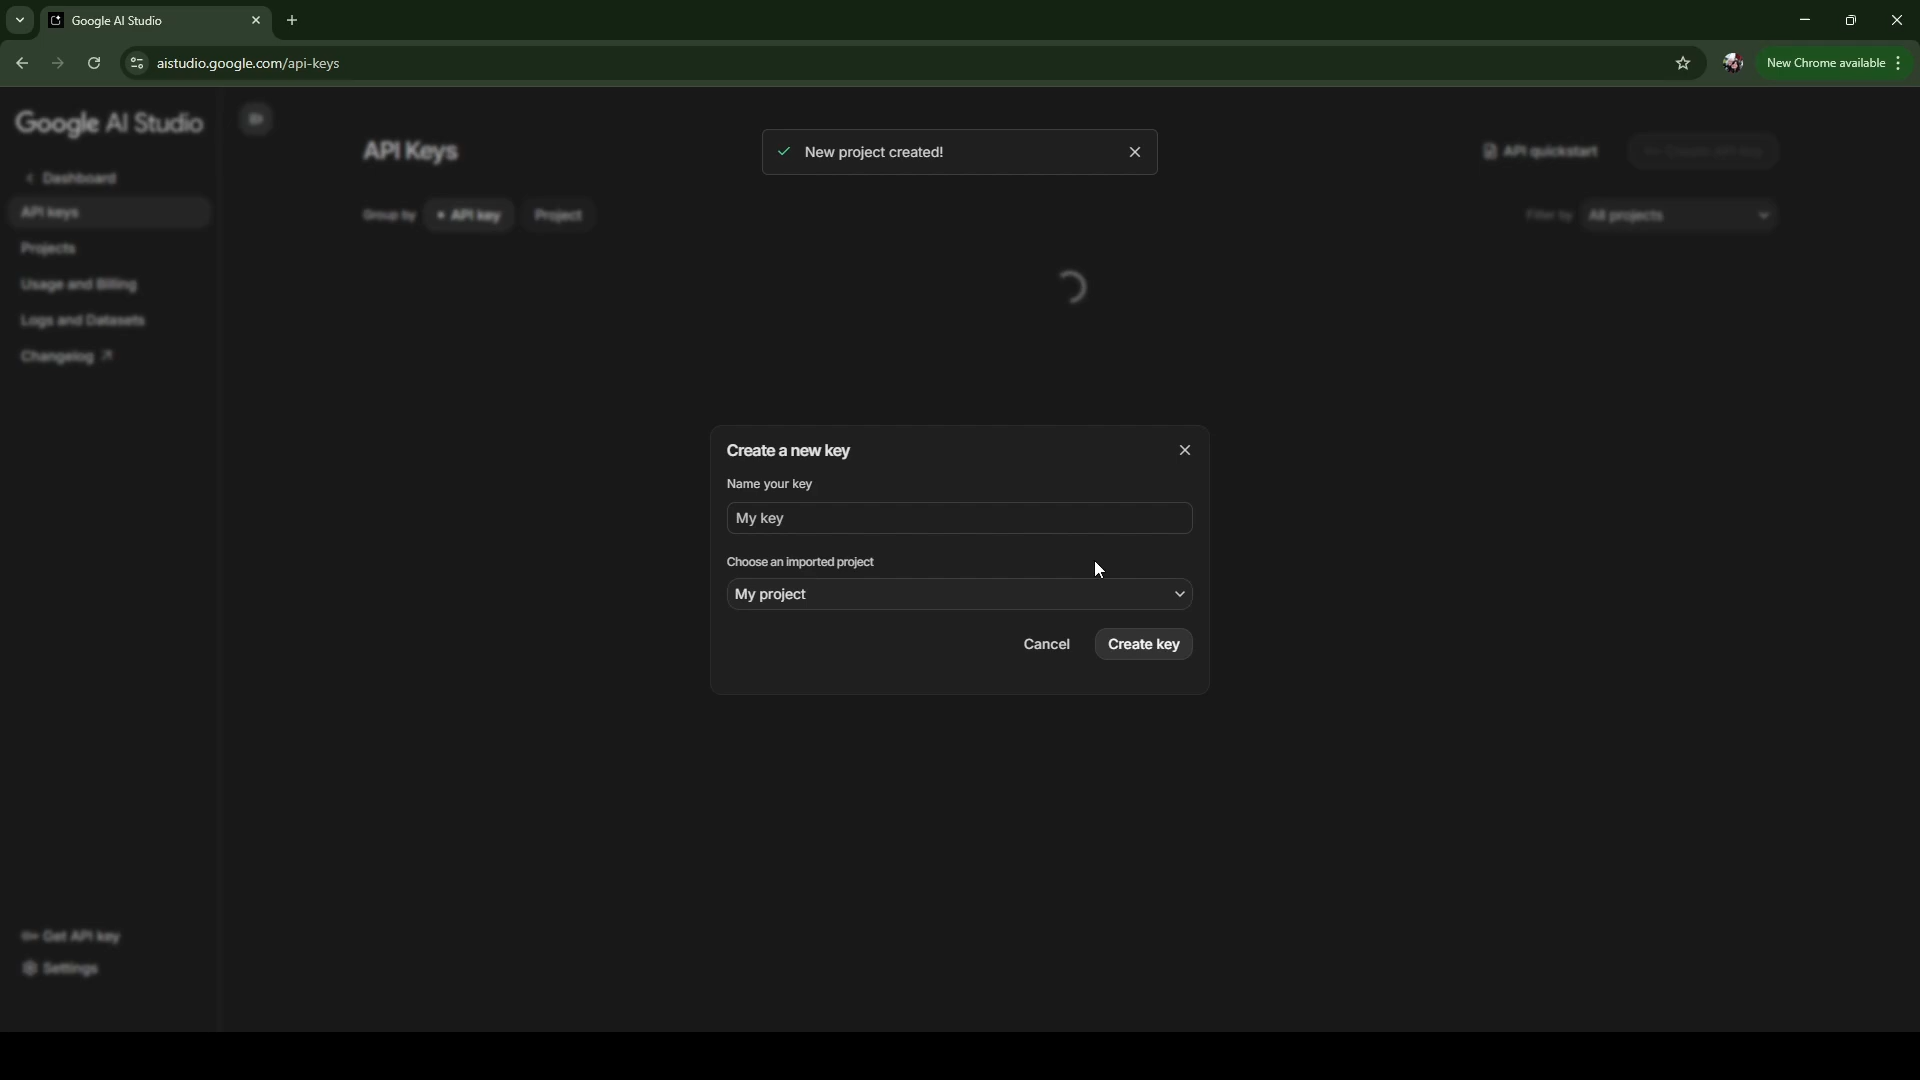 Google AI Studio
aistudio.google.com/api-keys
New Chrome available
Google AI Studio
Dashboard
API keys
Projects
Usage and Billing
Logs and Datasets
Changelog
Get API key
Settings
API Keys
New project created!
API quickstart
Create API key
Group by
API key
Project
Filter by
All projects
Create a new key
Name your key
My key
Choose an imported project
My project
Cancel
Create key